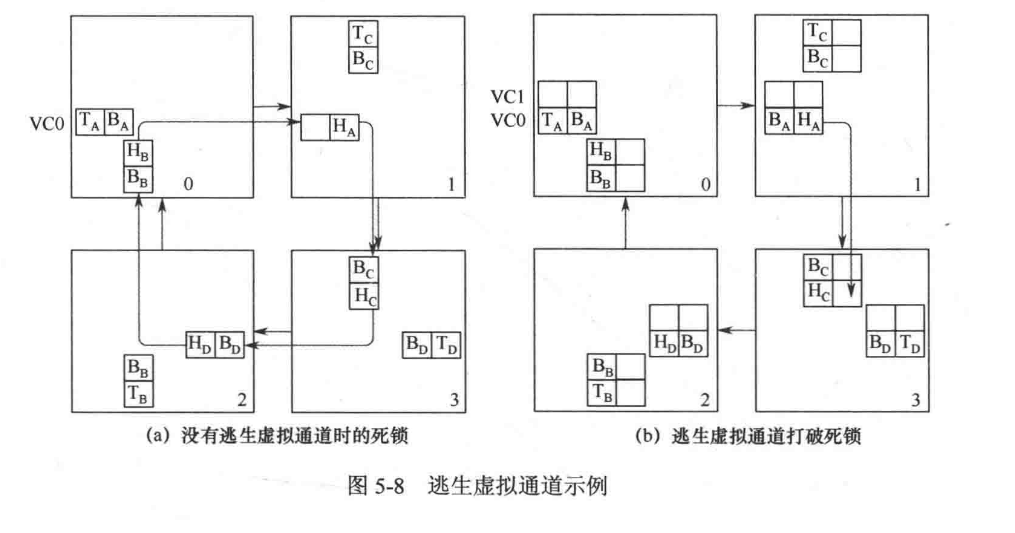 T_C
B_C
VC0
T_A B_A
H_A
H_B
B_B
0
1
B_C
H_C
H_D B_D
B_D T_D
B_B
T_B
2
3
(a) 没有逃生虚拟通道时的死锁
T_C
B_C
VC1
VC0
T_A B_A
B_A H_A
H_B
B_B
0
1
B_C
H_C
H_D B_D
B_D T_D
B_B
T_B
2
3
(b) 逃生虚拟通道打破死锁
图 5-8 逃生虚拟通道示例